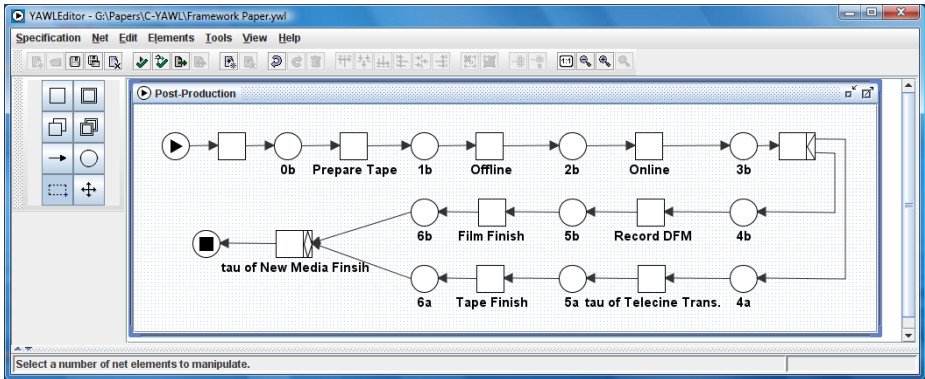 YAWLEditor - G:\Papers\C-YAWL\Framework Paper.ywl
Specification Net Edit Elements Tools View Help
1:1
Post-Production
0b Prepare Tape 1b Offline 2b Online 3b
6b Film Finish 5b Record DFM 4b
tau of New Media Finsih
6a Tape Finish 5a tau of Telecine Trans. 4a
Select a number of net elements to manipulate.